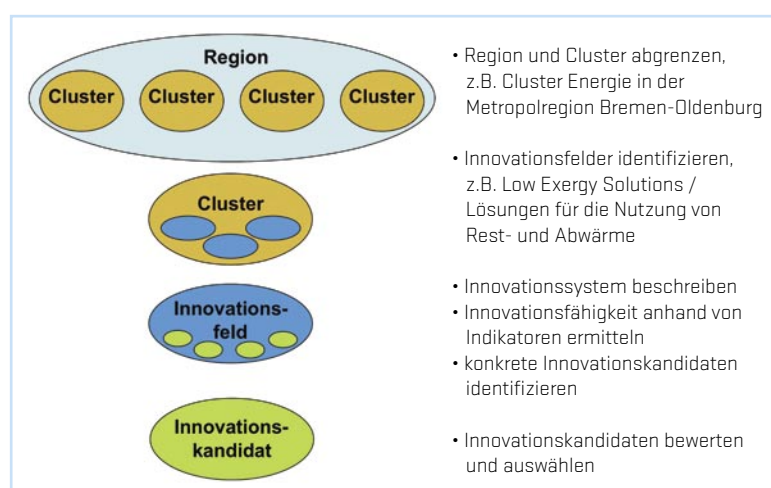 Region
Cluster Cluster Cluster Cluster
• Region und Cluster abgrenzen,
z.B. Cluster Energie in der
Metropolregion Bremen-Oldenburg
Cluster
• Innovationsfelder identifizieren,
z.B. Low Exergy Solutions /
Lösungen für die Nutzung von
Rest- und Abwärme
Innovations-
feld
• Innovationssystem beschreiben
• Innovationsfähigkeit anhand von
Indikatoren ermitteln
• konkrete Innovationskandidaten
identifizieren
Innovations-
kandidat
• Innovationskandidaten bewerten
und auswählen